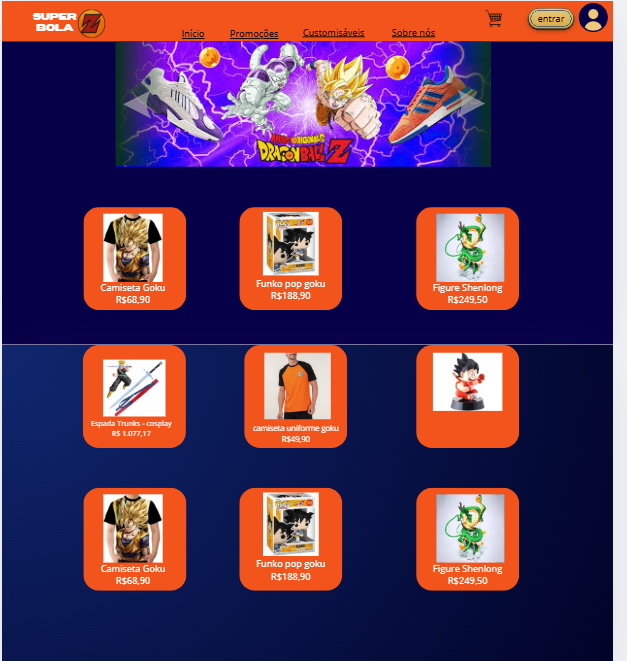 SUPER
BOLA Z
Início Promoções Customisáveis Sobre nós entrar
DRAGON BALL Z
Camiseta Goku
R$68,90
Funko pop goku
R$188,90
Figure Shenlong
R$249,50
Espada Trunks - cosplay
R$ 1.077,17
camiseta uniforme goku
R$49,90
Camiseta Goku
R$68,90
Funko pop goku
R$188,90
Figure Shenlong
R$249,50